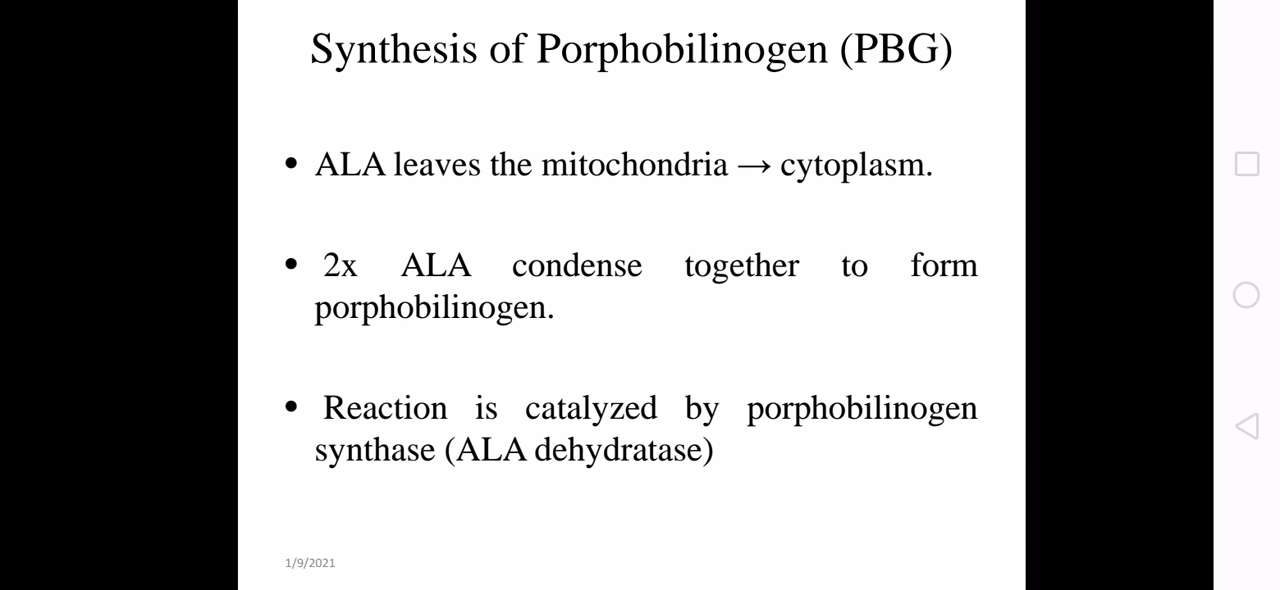 Synthesis of Porphobilinogen (PBG)
• ALA leaves the mitochondria → cytoplasm.
• 2x ALA condense together to form
porphobilinogen.
• Reaction is catalyzed by porphobilinogen
synthase (ALA dehydratase)
1/9/2021